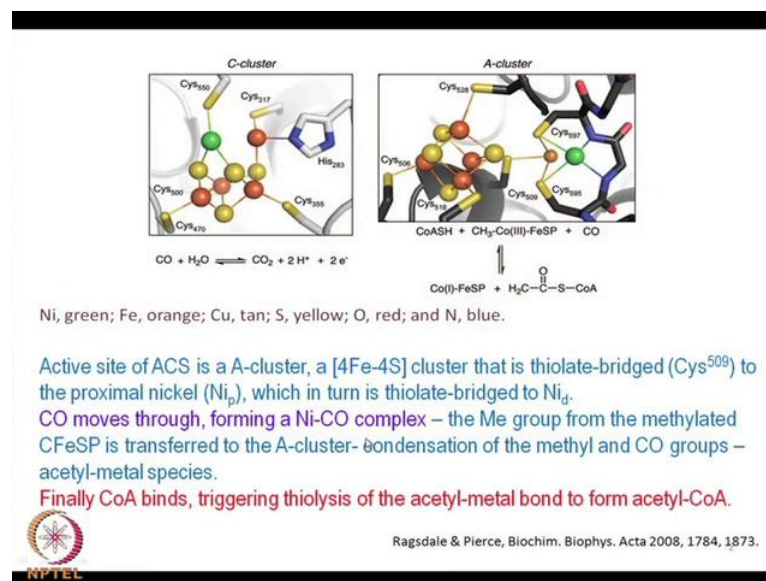 C-cluster
A-cluster
Cys550
Cys317
His283
Cys500
Cys355
Cys470
Cys528
Cys597
Cys506
Cys509
Cys595
Cys518
CO + H2O ⇌ CO2 + 2 H+ + 2 e-
CoASH + CH3-Co(III)-FeSP + CO
O
Co(I)-FeSP + H2C-C-S-CoA
Ni, green; Fe, orange; Cu, tan; S, yellow; O, red; and N, blue.
Active site of ACS is a A-cluster, a [4Fe-4S] cluster that is thiolate-bridged (Cys509) to
the proximal nickel (Nip), which in turn is thiolate-bridged to Nid.
CO moves through, forming a Ni-CO complex – the Me group from the methylated
CFeSP is transferred to the A-cluster- condensation of the methyl and CO groups –
acetyl-metal species.
Finally CoA binds, triggering thiolysis of the acetyl-metal bond to form acetyl-CoA.
Ragsdale & Pierce, Biochim. Biophys. Acta 2008, 1784, 1873.
NPTEL